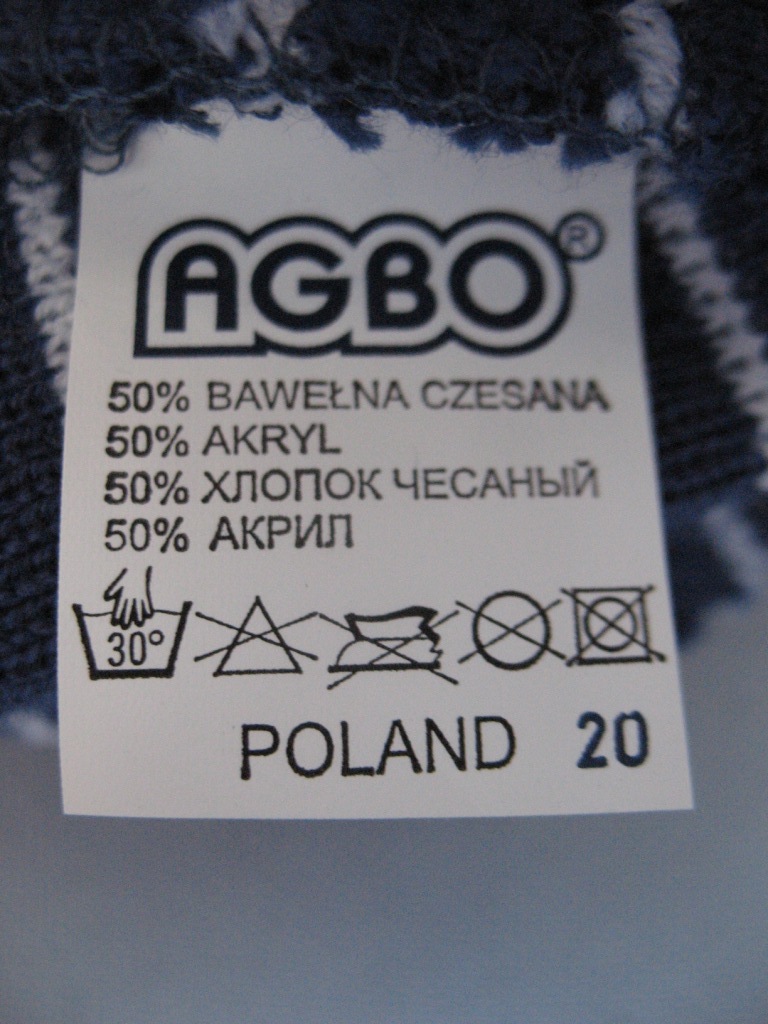 AGBO®
50% BAWEŁNA CZESANA
50% AKRYL
50% ХЛОПОК ЧЕСАНЫЙ
50% АКРИЛ
30°
POLAND 20